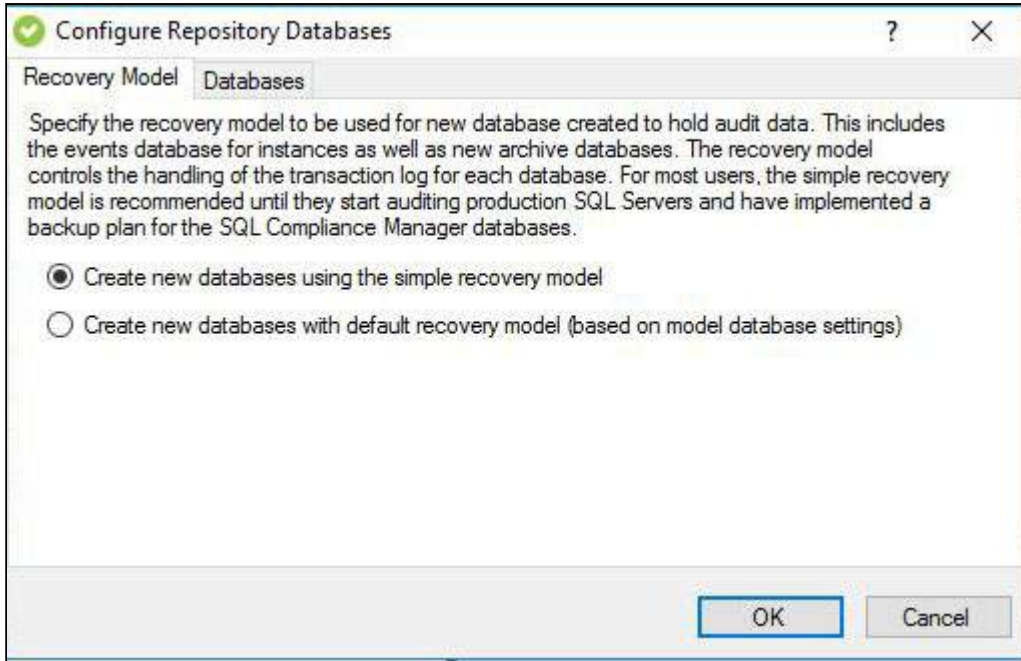 Configure Repository Databases
?
Recovery Model
Databases
Specify the recovery model to be used for new database created to hold audit data. This includes
the events database for instances as well as new archive databases. The recovery model
controls the handling of the transaction log for each database. For most users, the simple recovery
model is recommended until they start auditing production SQL Servers and have implemented a
backup plan for the SQL Compliance Manager databases.
Create new databases using the simple recovery model
Create new databases with default recovery model (based on model database settings)
OK
Cancel